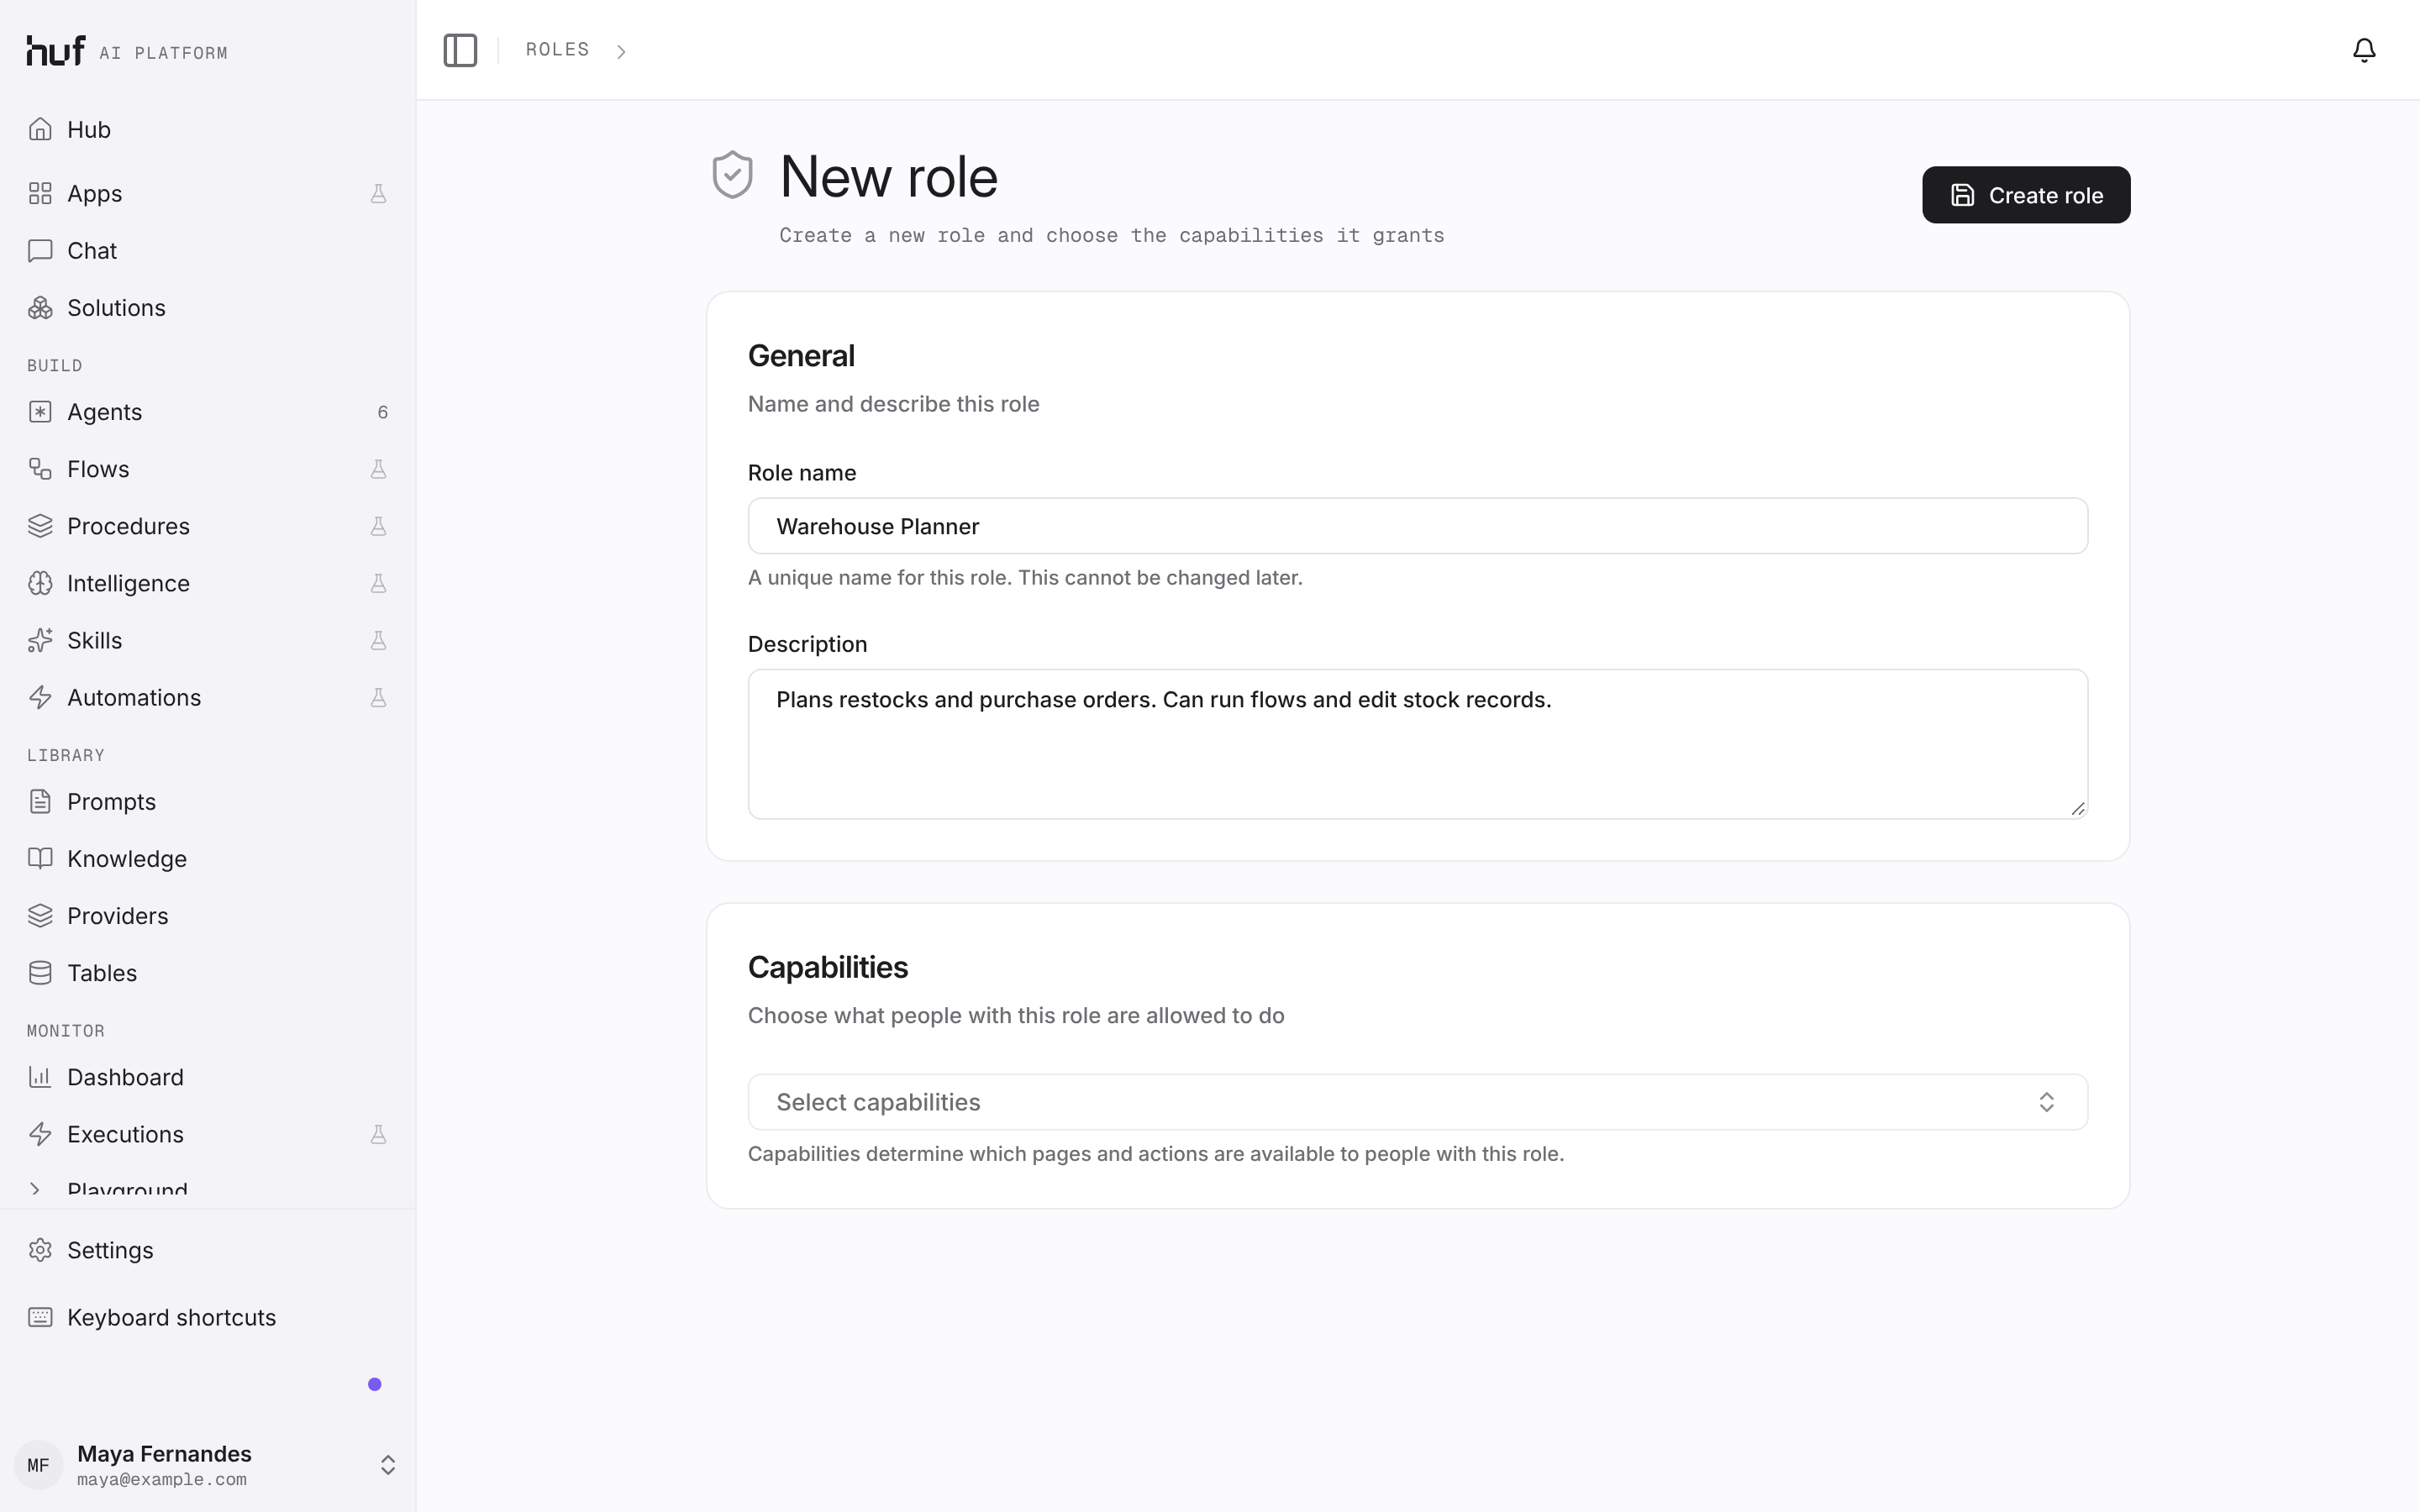 huf AI PLATFORM
Hub
Apps
Chat
Solutions
BUILD
Agents 6
Flows
Procedures
Intelligence
Skills
Automations
LIBRARY
Prompts
Knowledge
Providers
Tables
MONITOR
Dashboard
Executions
Playground
Settings
Keyboard shortcuts
MF
Maya Fernandes
maya@example.com
ROLES
New role
Create a new role and choose the capabilities it grants
Create role
General
Name and describe this role
Role name
Warehouse Planner
A unique name for this role. This cannot be changed later.
Description
Plans restocks and purchase orders. Can run flows and edit stock records.
Capabilities
Choose what people with this role are allowed to do
Select capabilities
Capabilities determine which pages and actions are available to people with this role.